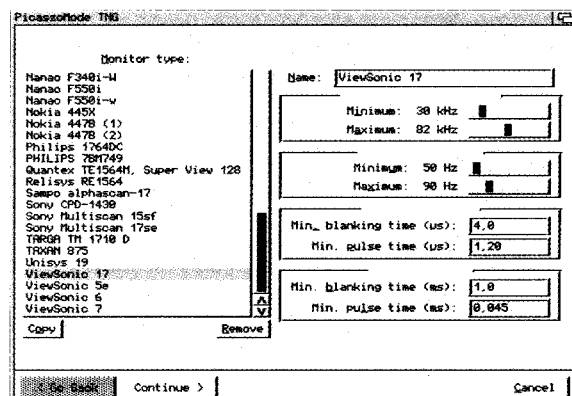 PicassoMode TNG
Monitor type:
Nanao F340i-W
Nanao F550i
Nanao F550i-w
Nokia 445X
Nokia 447B (1)
Nokia 447B (2)
Philips 1764DC
PHILIPS 7BM749
Quantex TE1564M, Super View 128
Relisys RE1564
Sampo alphascan-17
Sony CPD-1430
Sony Multiscan 15sf
Sony Multiscan 17se
TARGA TM 1710 D
TAXAN 875
Unisys 19
ViewSonic 17
ViewSonic 5e
ViewSonic 6
ViewSonic 7
Copy
Remove
Name: ViewSonic 17
Minimum: 30 kHz
Maximum: 82 kHz
Minimum: 50 Hz
Maximum: 90 Hz
Min. blanking time (us): 4,0
Min. pulse time (us): 1,20
Min. blanking time (ms): 1,0
Min. pulse time (ms): 0,045
< Go Back
Continue >
Cancel